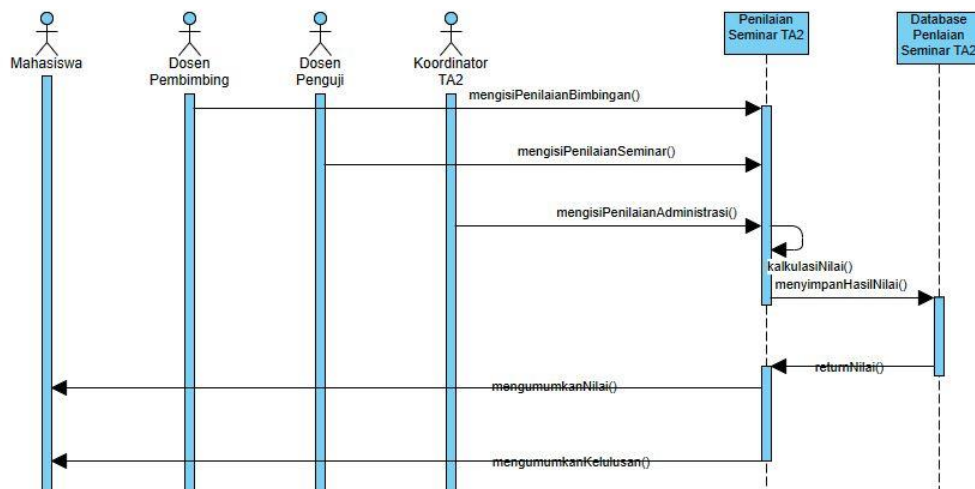 Mahasiswa
Dosen
Pembimbing
Dosen
Penguji
Koordinator
TA2
Penilaian
Seminar TA2
Database
Penlaian
Seminar TA2
mengisiPenilaianBimbingan()
mengisiPenilaianSeminar()
mengisiPenilaianAdministrasi()
kalkulasiNilai()
menyimpanHasilNilai()
returnNilai()
mengumumkanNilai()
mengumumkanKelulusan()